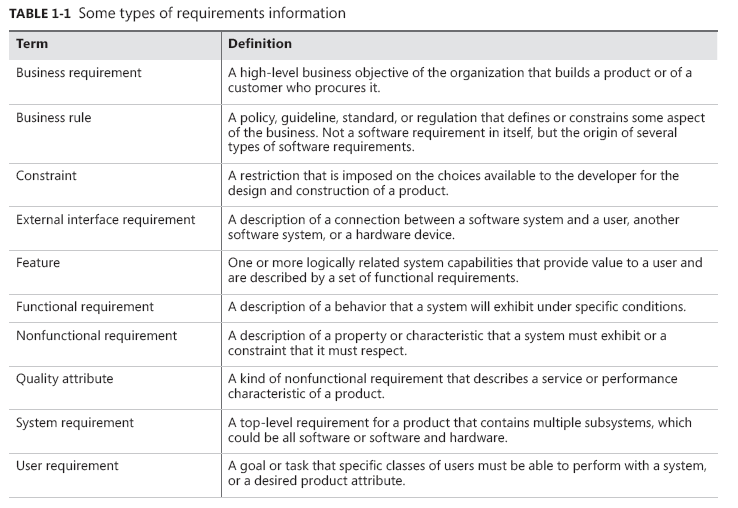 TABLE 1-1 Some types of requirements information
Term Definition
Business requirement A high-level business objective of the organization that builds a product or of a
customer who procures it.
Business rule A policy, guideline, standard, or regulation that defines or constrains some aspect
of the business. Not a software requirement in itself, but the origin of several
types of software requirements.
Constraint A restriction that is imposed on the choices available to the developer for the
design and construction of a product.
External interface requirement A description of a connection between a software system and a user, another
software system, or a hardware device.
Feature One or more logically related system capabilities that provide value to a user and
are described by a set of functional requirements.
Functional requirement A description of a behavior that a system will exhibit under specific conditions.
Nonfunctional requirement A description of a property or characteristic that a system must exhibit or a
constraint that it must respect.
Quality attribute A kind of nonfunctional requirement that describes a service or performance
characteristic of a product.
System requirement A top-level requirement for a product that contains multiple subsystems, which
could be all software or software and hardware.
User requirement A goal or task that specific classes of users must be able to perform with a system,
or a desired product attribute.